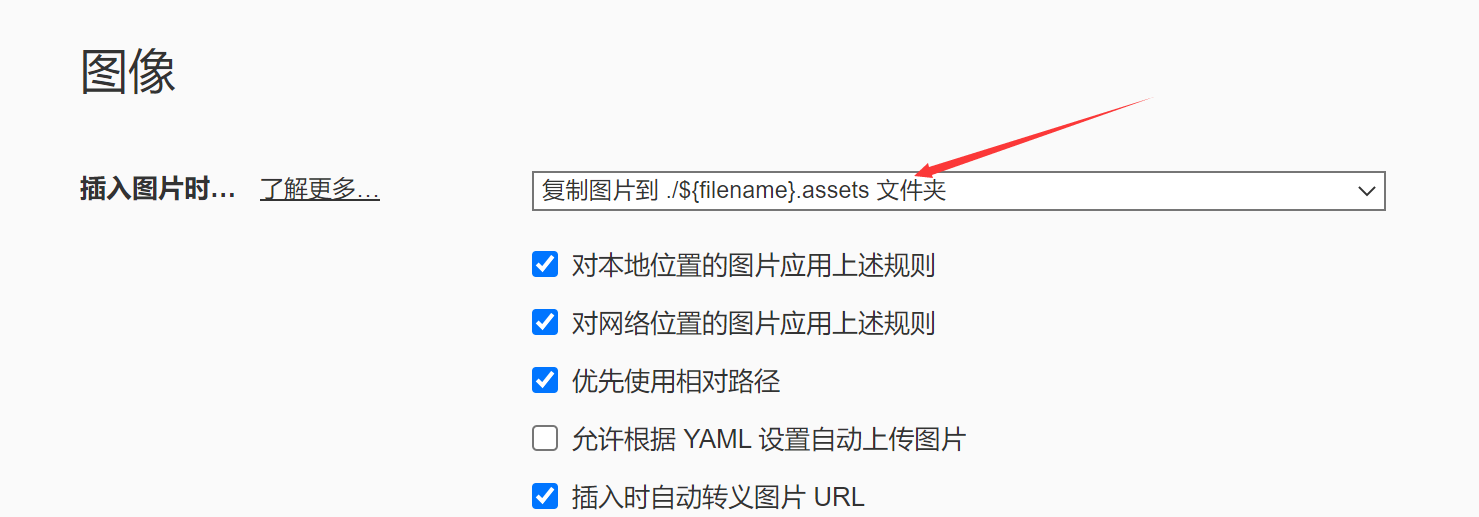 图像
插入图片时... 了解更多... 复制图片到 ./${filename}.assets 文件夹
对本地位置的图片应用上述规则
对网络位置的图片应用上述规则
优先使用相对路径
允许根据 YAML 设置自动上传图片
插入时自动转义图片 URL